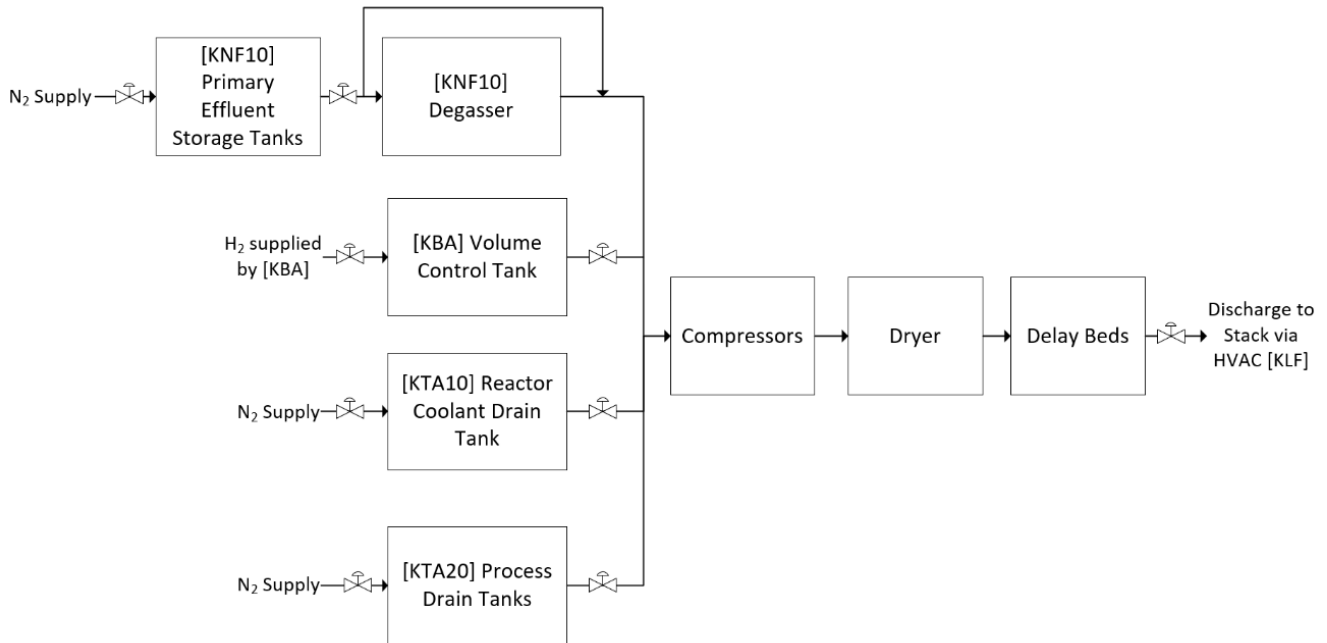 N₂ Supply
[KNF10]
Primary
Effluent
Storage Tanks
[KNF10]
Degasser
H₂ supplied
by [KBA]
[KBA] Volume
Control Tank
Compressors
Dryer
Delay Beds
Discharge to
Stack via
HVAC [KLF]
N₂ Supply
[KTA10] Reactor
Coolant Drain
Tank
N₂ Supply
[KTA20] Process
Drain Tanks